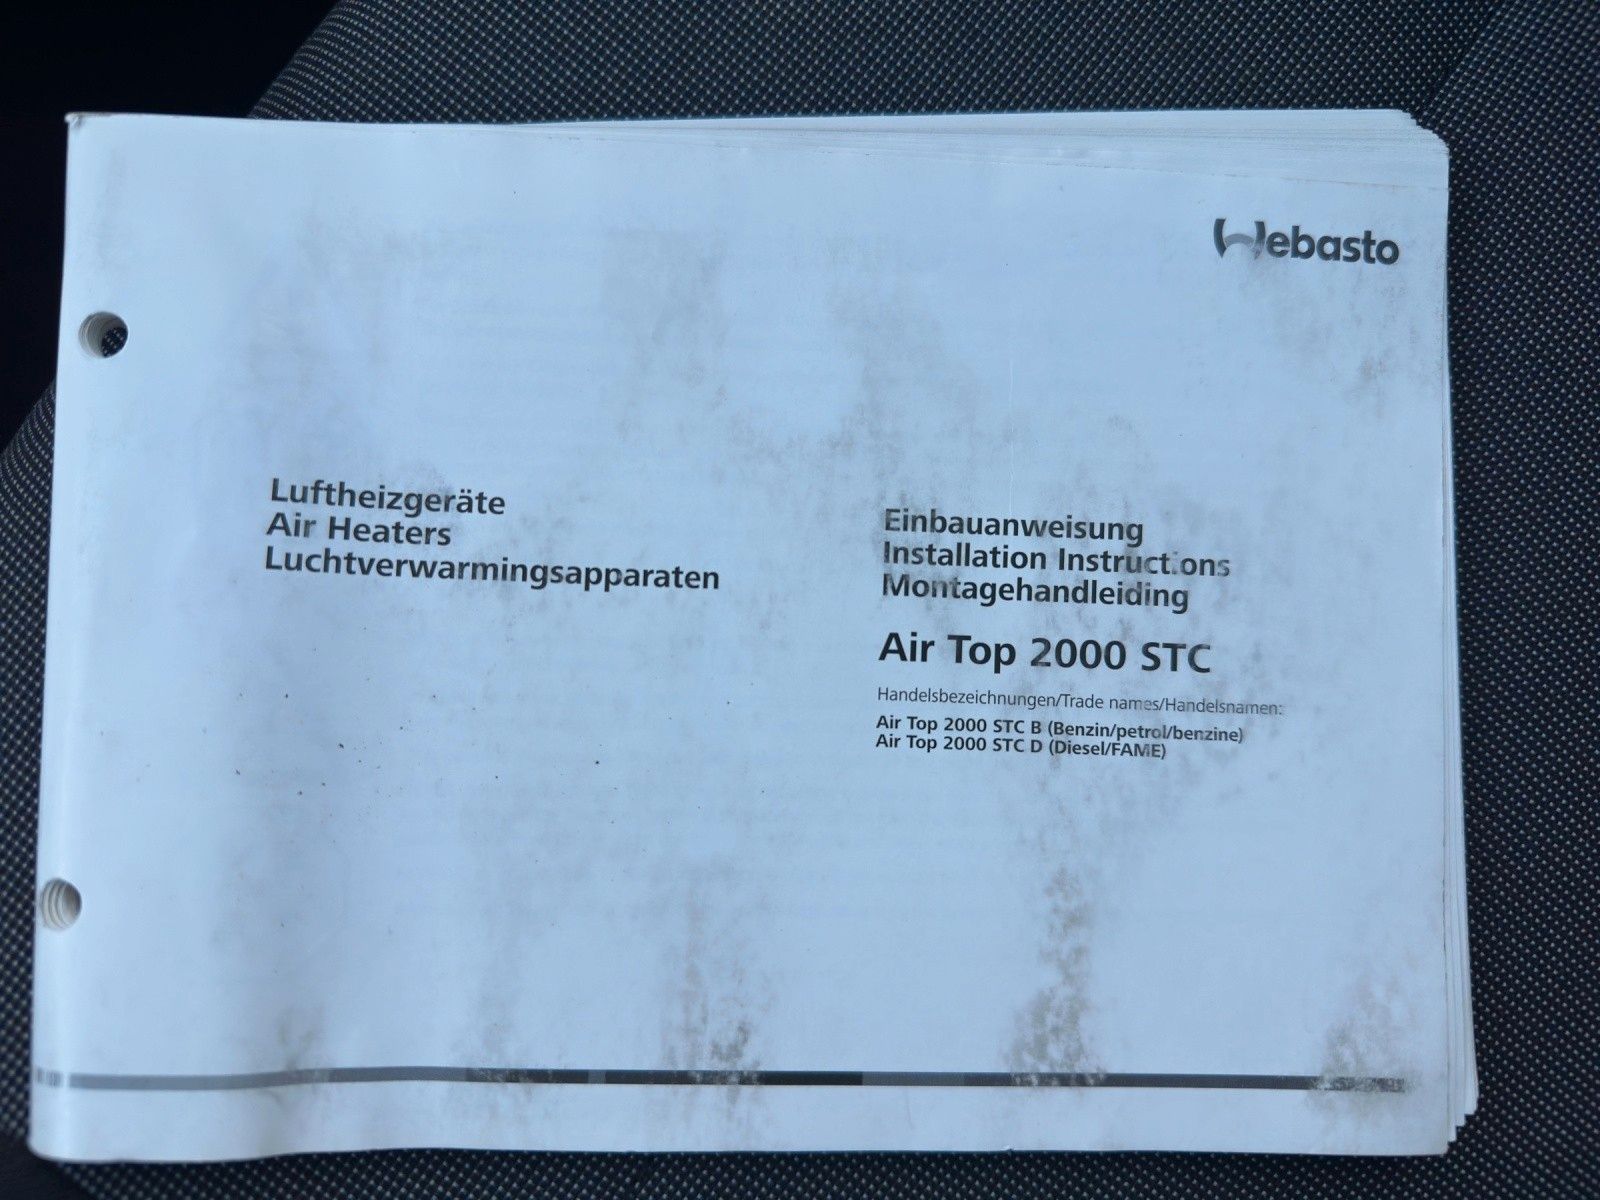 Webasto
Luftheizgeräte
Air Heaters
Luchtverwarmingsapparaten
Einbauanweisung
Installation Instructions
Montagehandleiding
Air Top 2000 STC
Handelsbezeichnungen/Trade names/Handelsnamen:
Air Top 2000 STC B (Benzin/petrol/benzine)
Air Top 2000 STC D (Diesel/FAME)